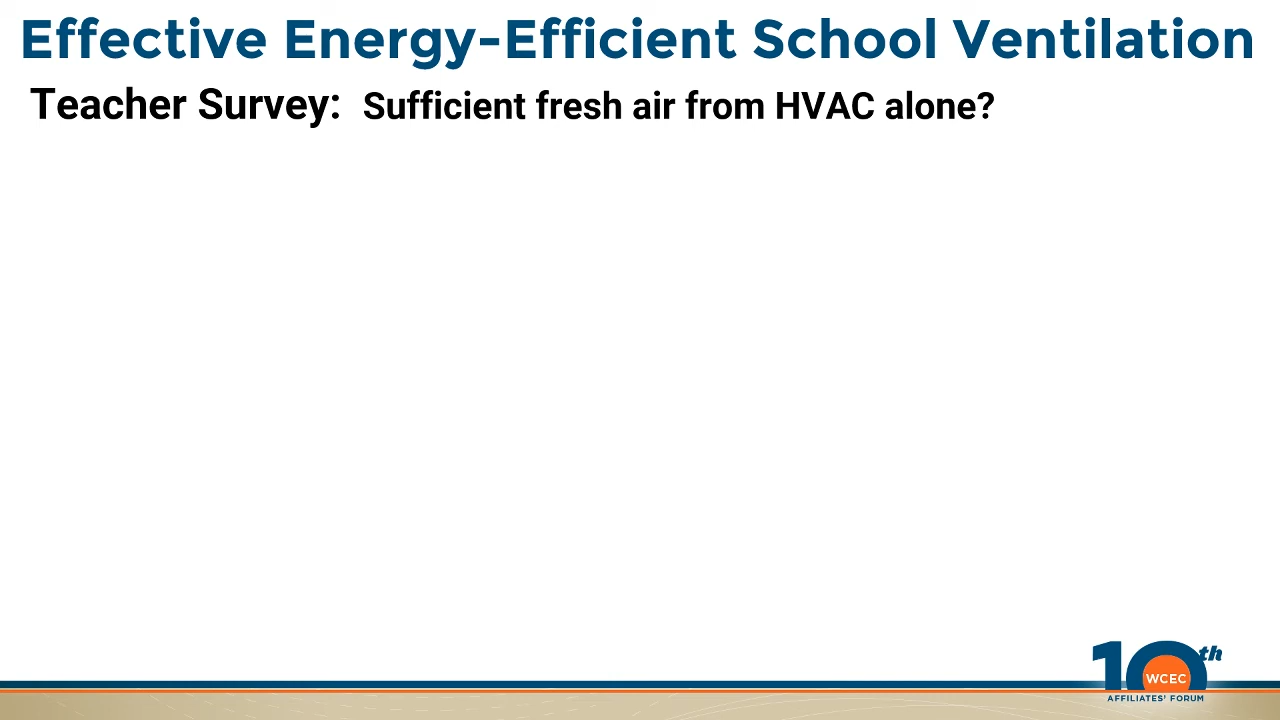 Effective Energy-Efficient School Ventilation
Teacher Survey: Sufficient fresh air from HVAC alone?
10th
WCEC
AFFILIATES' FORUM